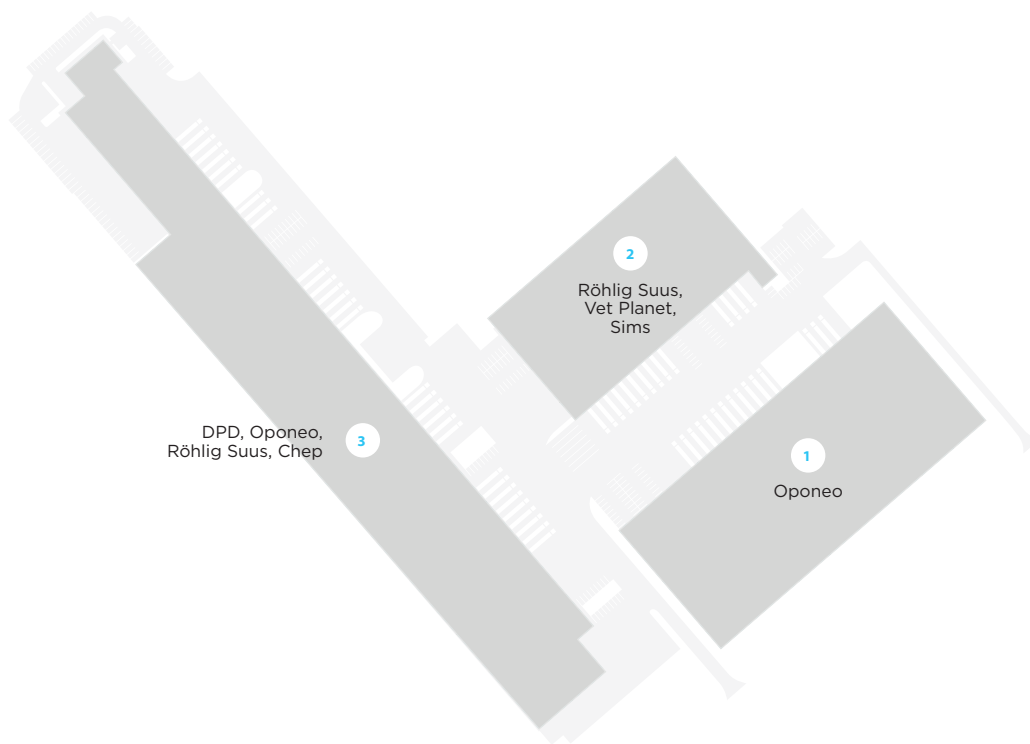 2
Röhlig Suus,
Vet Planet,
Sims
DPD, Oponeo,
Röhlig Suus, Chep
3
1
Oponeo